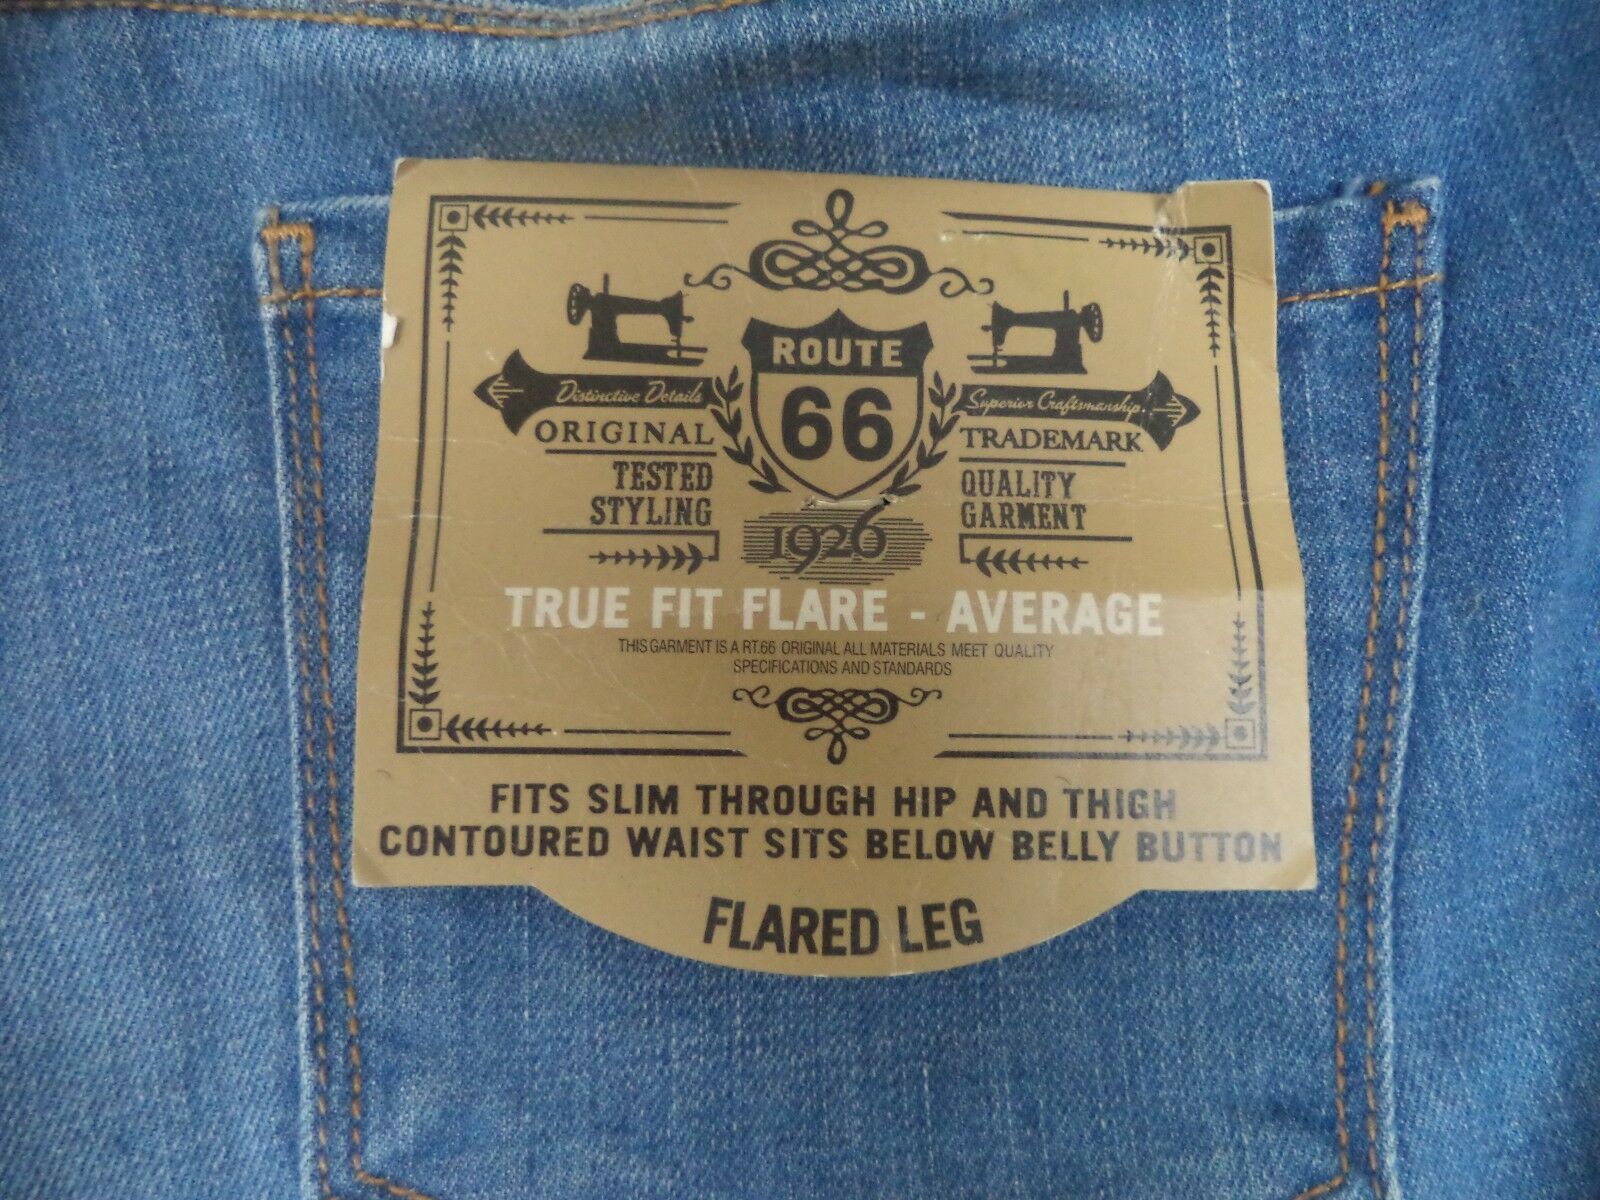 ROUTE
66
Distinctive Details
ORIGINAL
TESTED
STYLING
Superior Craftsmanship
TRADEMARK
QUALITY
GARMENT
1926
TRUE FIT FLARE - AVERAGE
THIS GARMENT IS A RT.66 ORIGINAL ALL MATERIALS MEET QUALITY
SPECIFICATIONS AND STANDARDS
FITS SLIM THROUGH HIP AND THIGH
CONTOURED WAIST SITS BELOW BELLY BUTTON
FLARED LEG